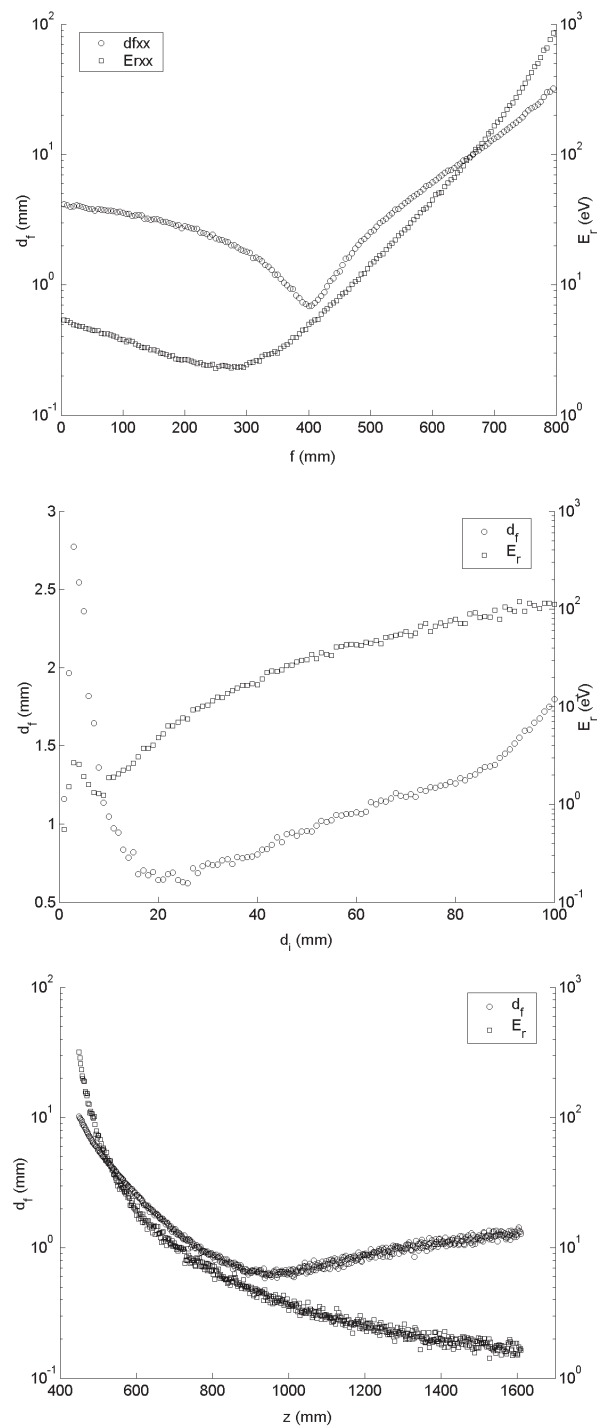 10^2
10^3
dfxx
Erxx
10^1
10^2
d_f (mm)
E_r (eV)
10^0
10^1
10^-1
10^0
0 100 200 300 400 500 600 700 800
f (mm)
3
10^3
d_f
E_r
2.5
10^2
2
d_f (mm)
10^1
E_r (eV)
1.5
10^0
1
0.5
10^-1
0 20 40 60 80 100
d_i (mm)
10^2
10^3
d_f
E_r
10^1
10^2
d_f (mm)
10^0
10^1
10^-1
10^0
400 600 800 1000 1200 1400 1600
z (mm)